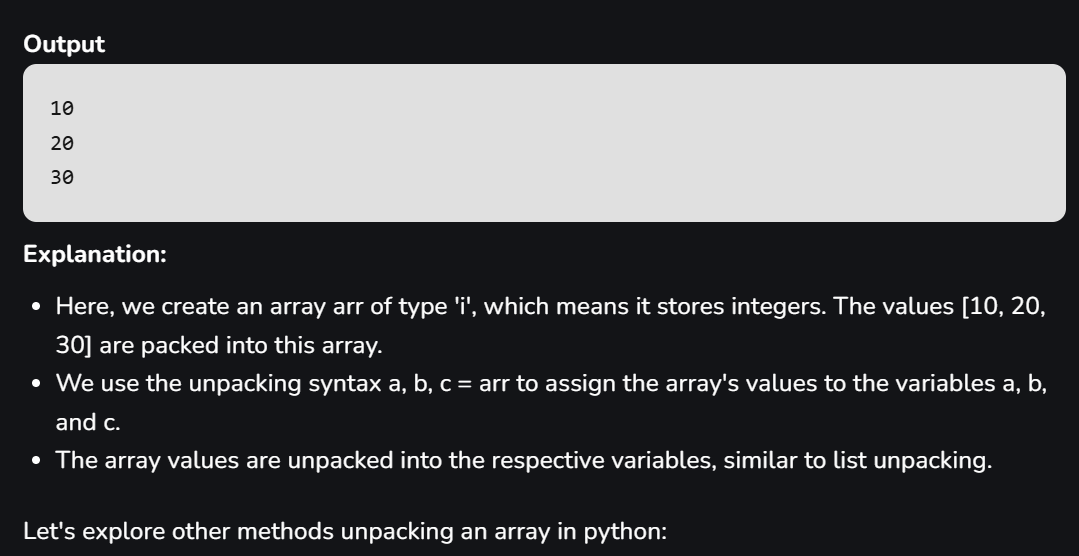 Output
10
20
30
Explanation:
• Here, we create an array arr of type 'i', which means it stores integers. The values [10, 20,
30] are packed into this array.
• We use the unpacking syntax a, b, c = arr to assign the array's values to the variables a, b,
and c.
• The array values are unpacked into the respective variables, similar to list unpacking.
Let's explore other methods unpacking an array in python: